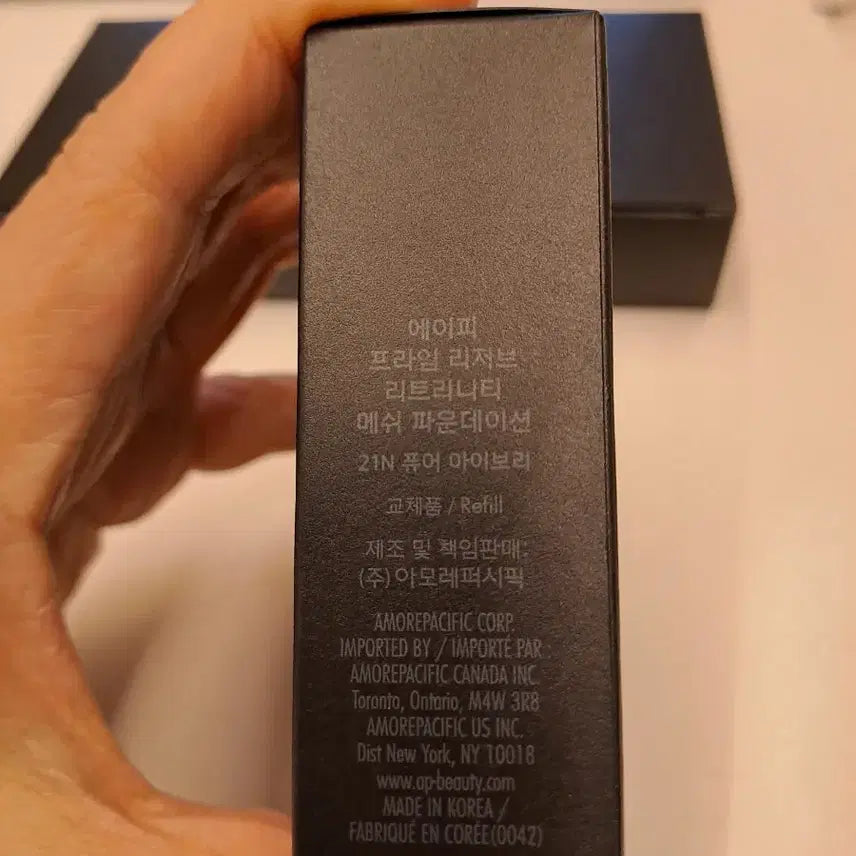 에이피
프라임 리저브
리트리니티
메쉬 파운데이션
21N 퓨어 아이브리
교체품 / Refill
제조 및 책임판매:
(주)아모레퍼시픽
AMOREPACIFIC CORP.
IMPORTED BY / IMPORTÉ PAR :
AMOREPACIFIC CANADA INC.
Toronto, Ontario, M4W 3R8
AMOREPACIFIC US INC.
Dist New York, NY 10018
www.ap-beauty.com
MADE IN KOREA /
FABRIQUÉ EN CORÉE(0042)